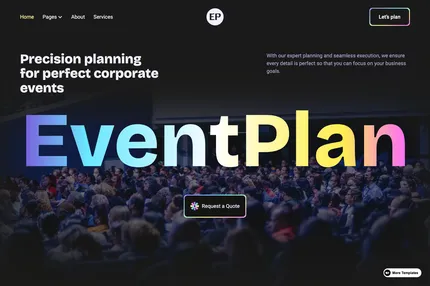 Home Pages About Services
EP
Let's plan
Precision planning
for perfect corporate
events
With our expert planning and seamless execution, we ensure
every detail is perfect so that you can focus on your business
goals.
EventPlan
Request a Quote
More Templates